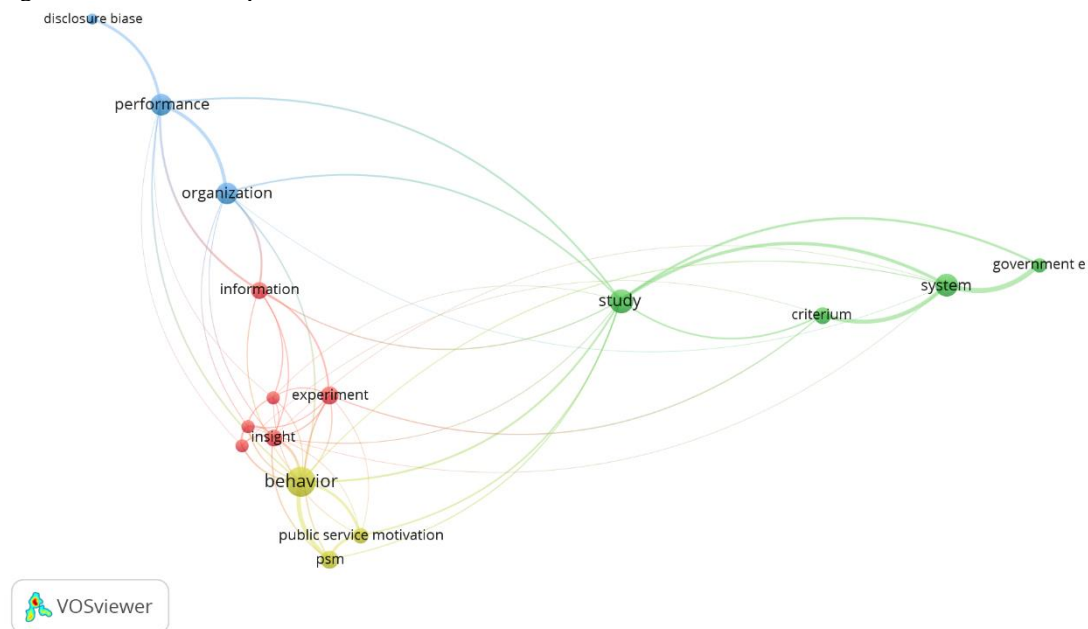 disclosure biase
performance
organization
information
study
government e
system
criterium
experiment
insight
behavior
public service motivation
psm
VOSviewer